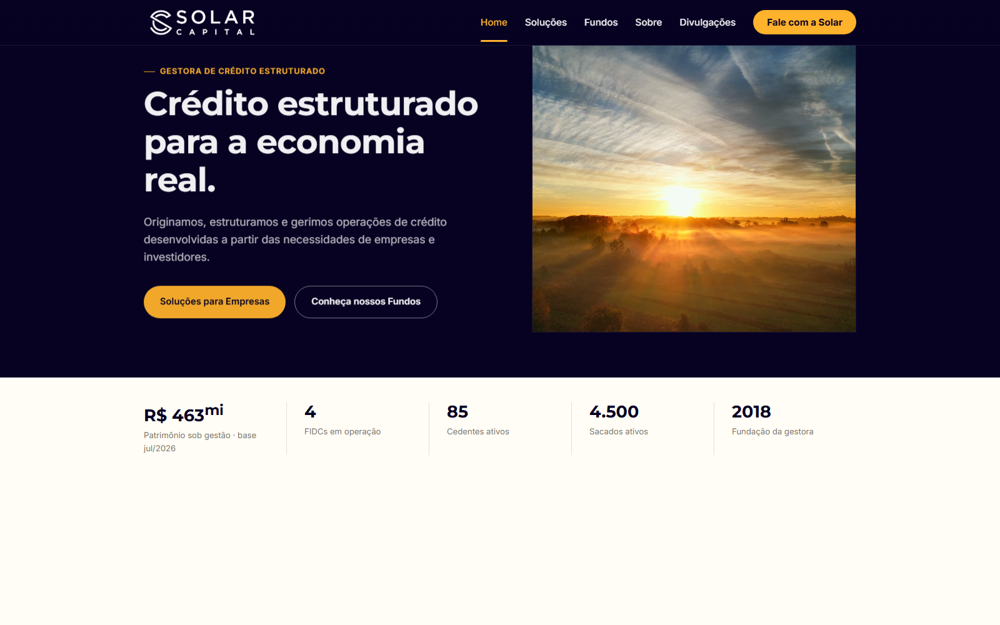 SOLAR
CAPITAL
Home
Soluções
Fundos
Sobre
Divulgações
Fale com a Solar
GESTORA DE CRÉDITO ESTRUTURADO
Crédito estruturado
para a economia
real.
Originamos, estruturamos e gerimos operações de crédito
desenvolvidas a partir das necessidades de empresas e
investidores.
Soluções para Empresas
Conheça nossos Fundos
R$ 463mi
Patrimônio sob gestão · base
jul/2026
4
FIDCs em operação
85
Cedentes ativos
4.500
Sacados ativos
2018
Fundação da gestora